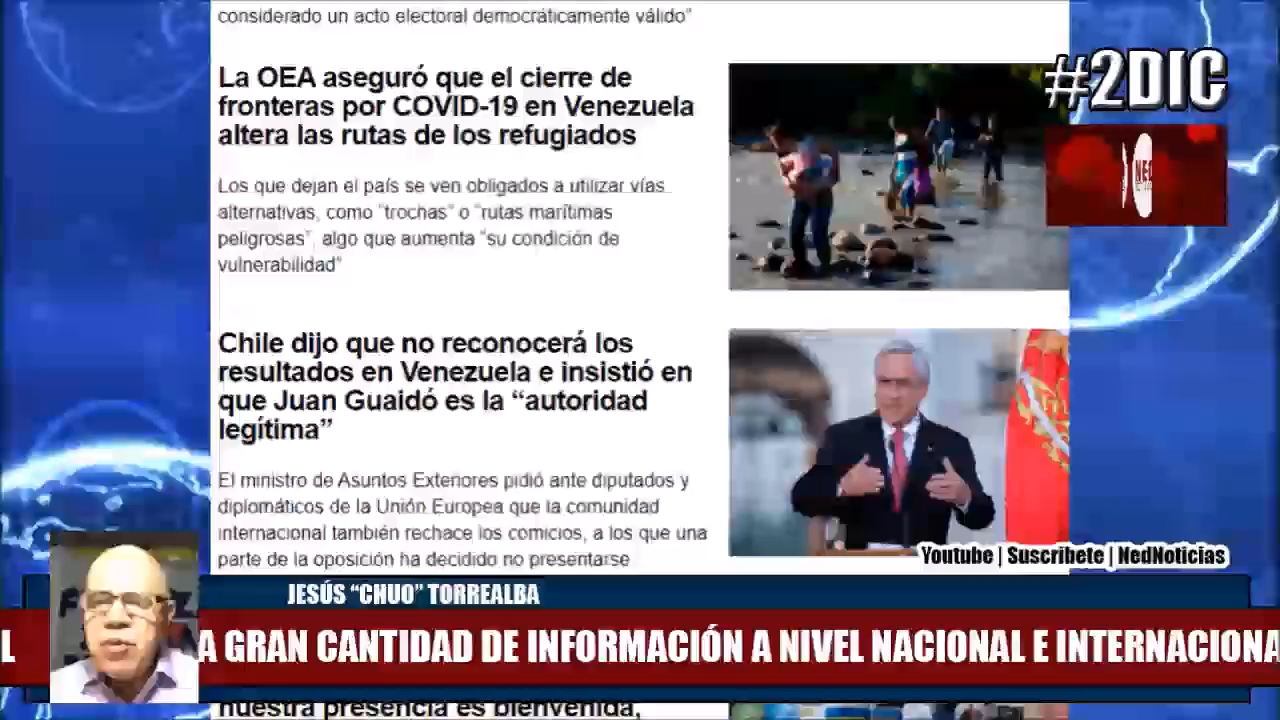 considerado un acto electoral democráticamente válido"
La OEA aseguró que el cierre de
fronteras por COVID-19 en Venezuela
altera las rutas de los refugiados
Los que dejan el país se ven obligados a utilizar vías
alternativas, como "trochas" o "rutas marítimas
peligrosas", algo que aumenta "su condición de
vulnerabilidad"
#2DIC
NED
Chile dijo que no reconocerá los
resultados en Venezuela e insistió en
que Juan Guaidó es la “autoridad
legítima”
El ministro de Asuntos Exteriores pidió ante diputados y
diplomáticos de la Unión Europea que la comunidad
internacional también rechace los comicios, a los que una
parte de la oposición ha decidido no presentarse
Youtube | Suscribete | NedNoticias
JESÚS “CHUO” TORREALBA
L A GRAN CANTIDAD DE INFORMACIÓN A NIVEL NACIONAL E INTERNACIONA
nuestra presencia es bienvenida,